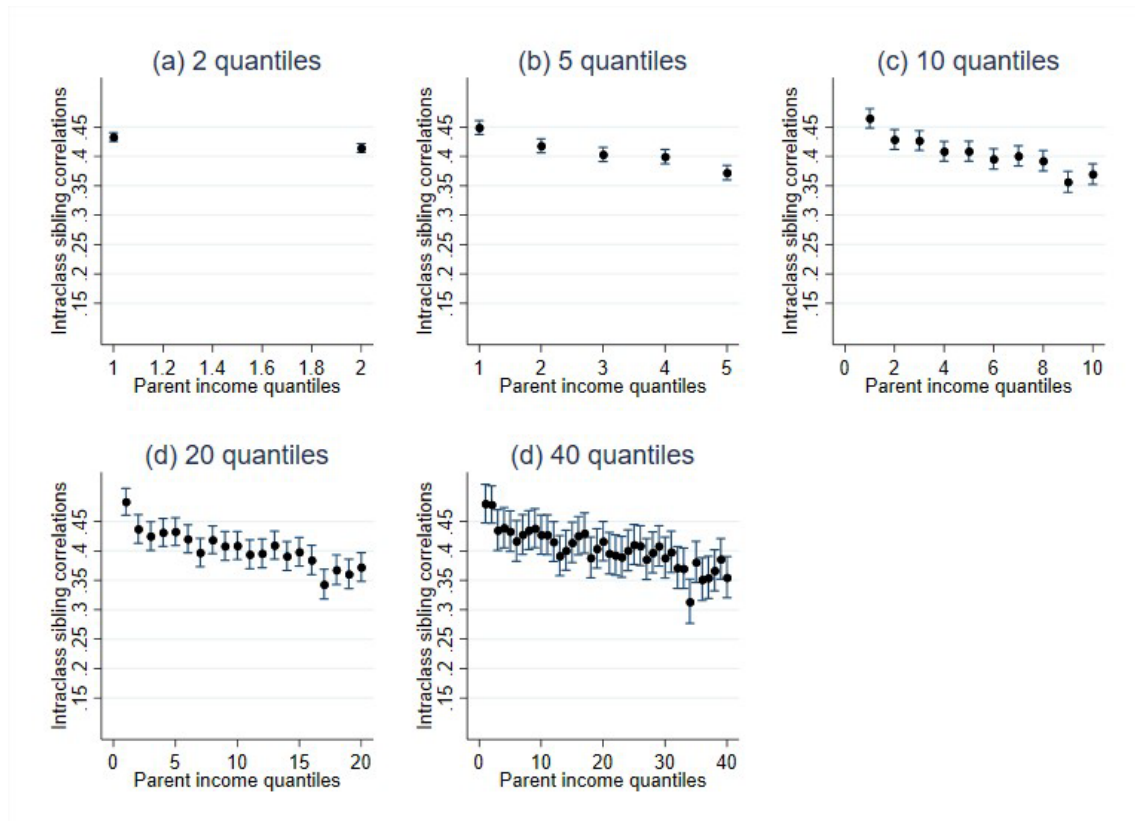 (a) 2 quantiles
Intraclass sibling correlations
.45
.4
.35
.3
.25
.2
.15
1 1.2 1.4 1.6 1.8 2
Parent income quantiles
(b) 5 quantiles
Intraclass sibling correlations
.45
.4
.35
.3
.25
.2
.15
1 2 3 4 5
Parent income quantiles
(c) 10 quantiles
Intraclass sibling correlations
.45
.4
.35
.3
.25
.2
.15
0 2 4 6 8 10
Parent income quantiles
(d) 20 quantiles
Intraclass sibling correlations
.45
.4
.35
.3
.25
.2
.15
0 5 10 15 20
Parent income quantiles
(d) 40 quantiles
Intraclass sibling correlations
.45
.4
.35
.3
.25
.2
.15
0 10 20 30 40
Parent income quantiles